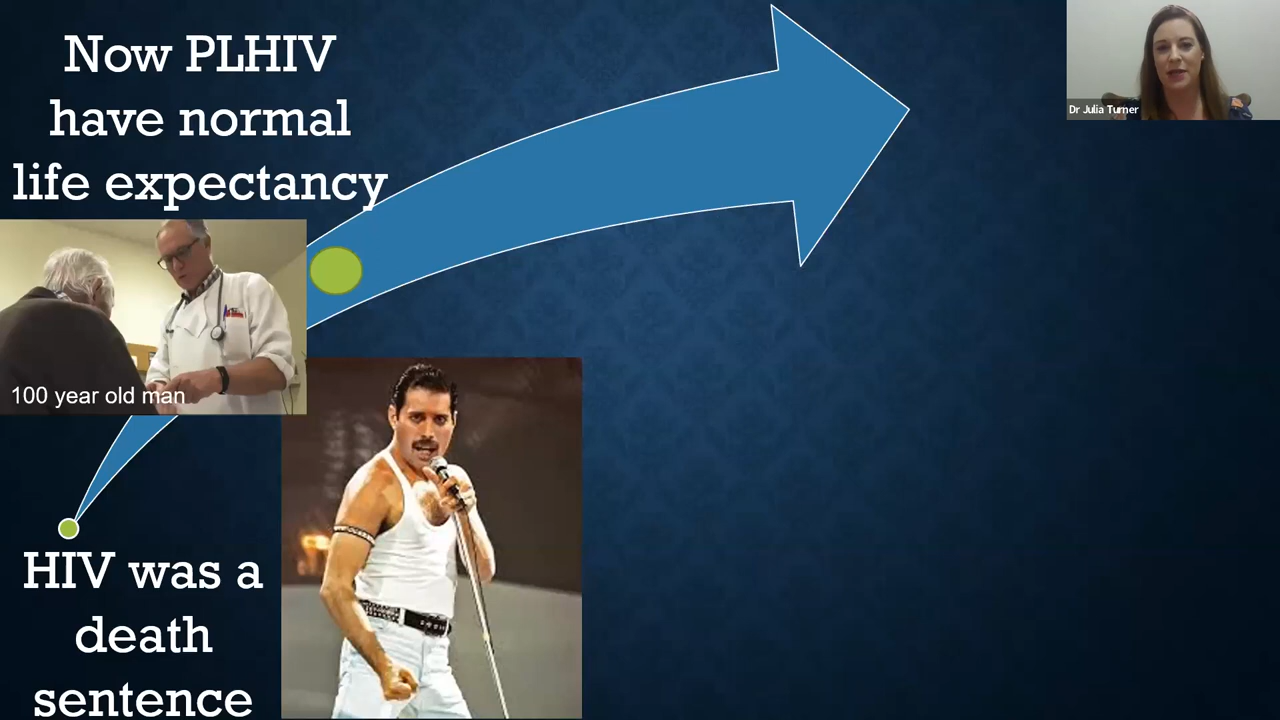 Now PLHIV
have normal
life expectancy
Dr Julia Turner
100 year old man
HIV was a
death
sentence